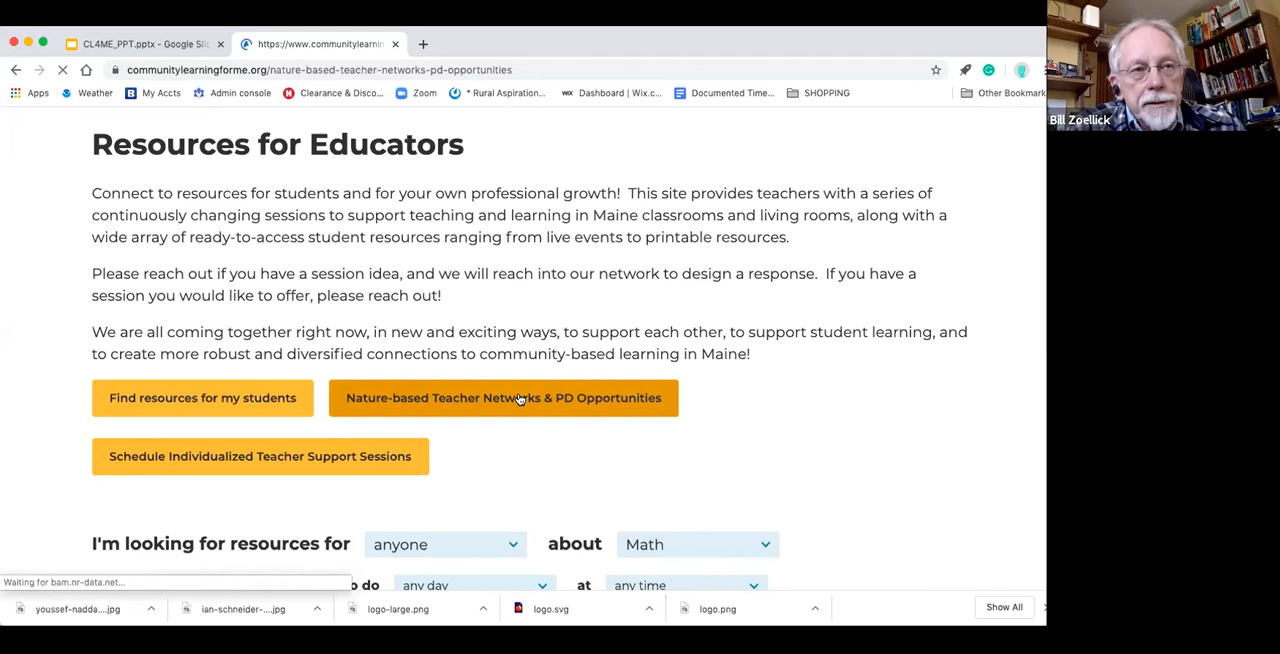 CL4ME_PPT.pptx - Google Slic
https://www.communitylearnin
communitylearningforme.org/nature-based-teacher-networks-pd-opportunities
Apps Weather My Accts Admin console Clearance & Disco... Zoom * Rural Aspiration... WIX Dashboard | Wix.c... Documented Time... SHOPPING Other Bookmark
Bill Zoellick
Resources for Educators
Connect to resources for students and for your own professional growth! This site provides teachers with a series of
continuously changing sessions to support teaching and learning in Maine classrooms and living rooms, along with a
wide array of ready-to-access student resources ranging from live events to printable resources.
Please reach out if you have a session idea, and we will reach into our network to design a response. If you have a
session you would like to offer, please reach out!
We are all coming together right now, in new and exciting ways, to support each other, to support student learning, and
to create more robust and diversified connections to community-based learning in Maine!
Find resources for my students
Nature-based Teacher Networks & PD Opportunities
Schedule Individualized Teacher Support Sessions
I'm looking for resources for anyone about Math
o do any day at any time
Waiting for bam.nr-data.net...
youssef-nadda....jpg ian-schneider-....jpg logo-large.png logo.svg logo.png Show All